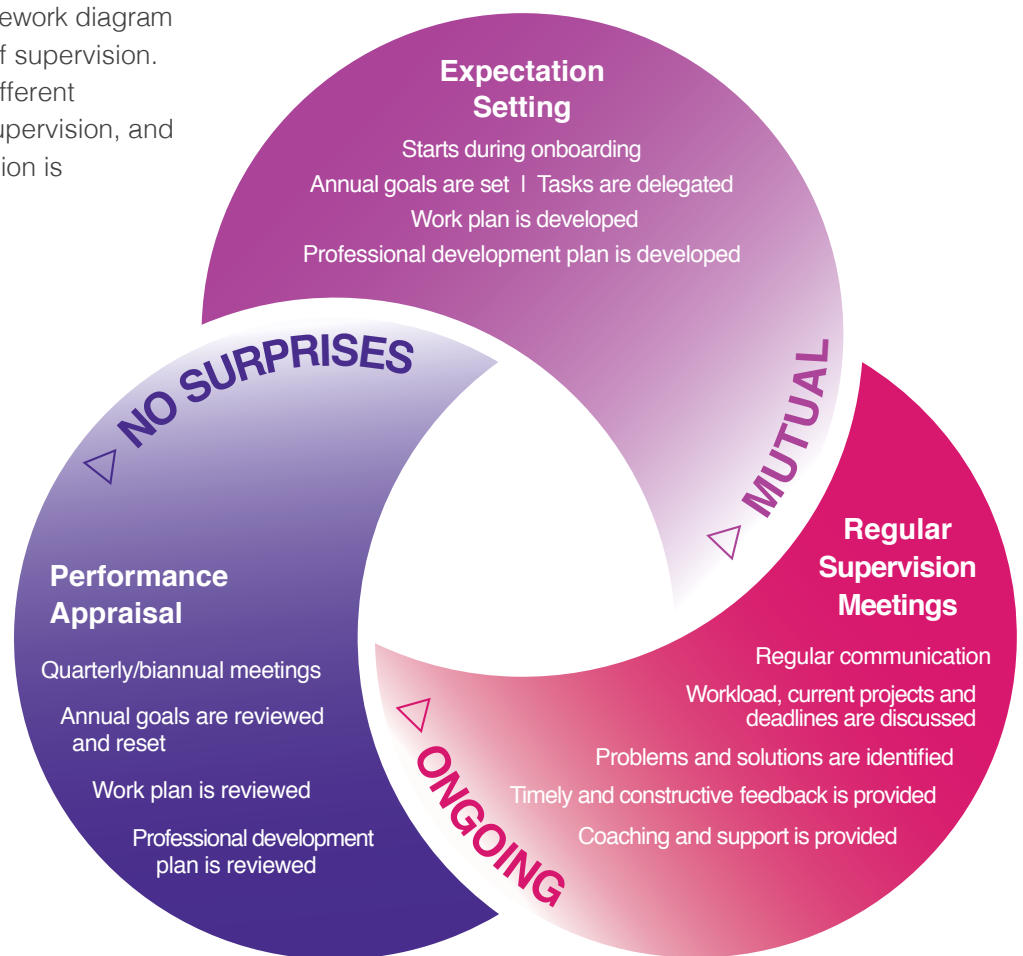 ework diagram
f supervision.
fferent
upervision, and
ion is
Expectation
Setting
Starts during onboarding
Annual goals are set | Tasks are delegated
Work plan is developed
Professional development plan is developed
NO SURPRISES
MUTUAL
Performance
Appraisal
Quarterly/biannual meetings
Annual goals are reviewed
and reset
Work plan is reviewed
Professional development
plan is reviewed
Regular
Supervision
Meetings
Regular communication
Workload, current projects and
deadlines are discussed
Problems and solutions are identified
Timely and constructive feedback is provided
Coaching and support is provided
ONGOING